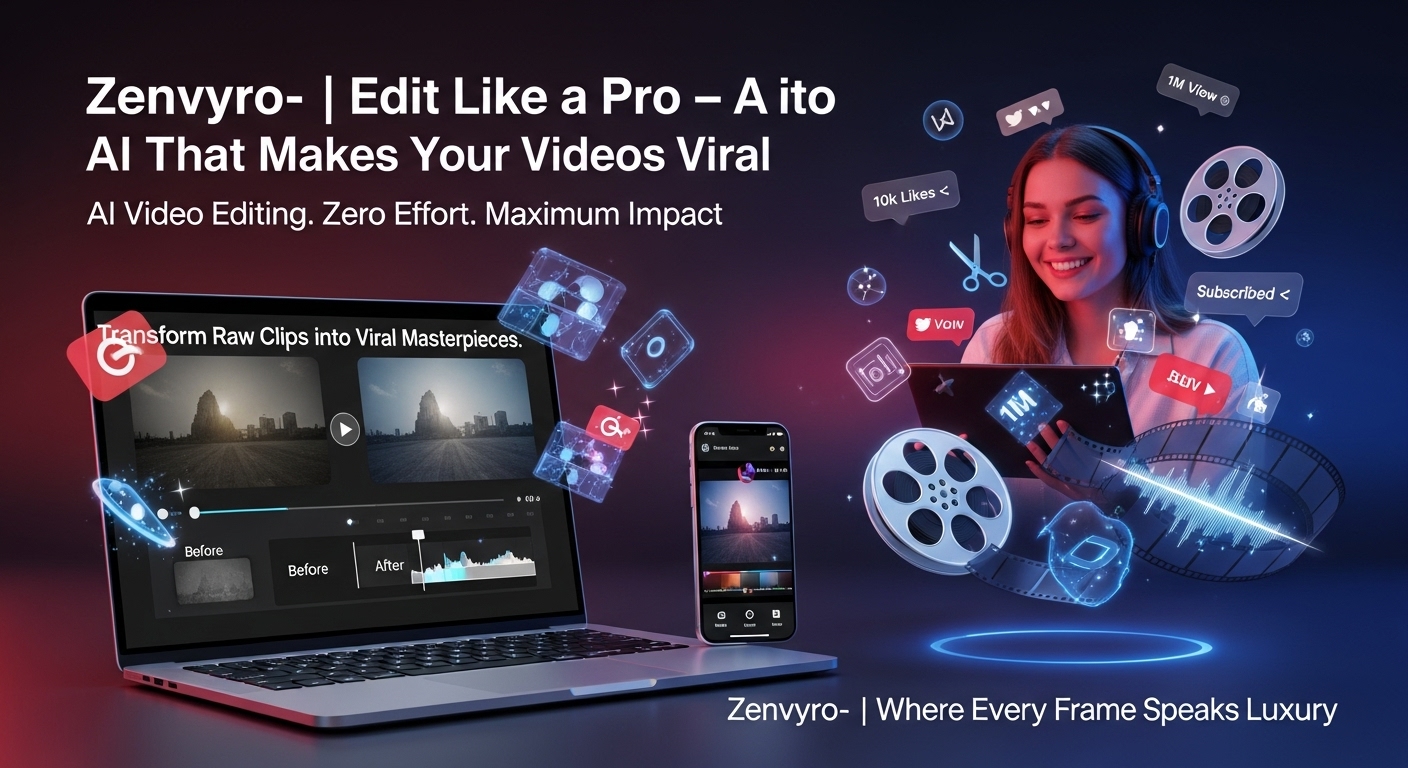 Zenvyro- | Edit Like a Pro – A ito
AI That Makes Your Videos Viral
AI Video Editing. Zero Effort. Maximum Impact
1M View
10k Likes <
Subscribed <
Transform Raw Clips into Viral Masterpieces.
1M
Before
Before
After
Zenvyro- | Where Every Frame Speaks Luxury